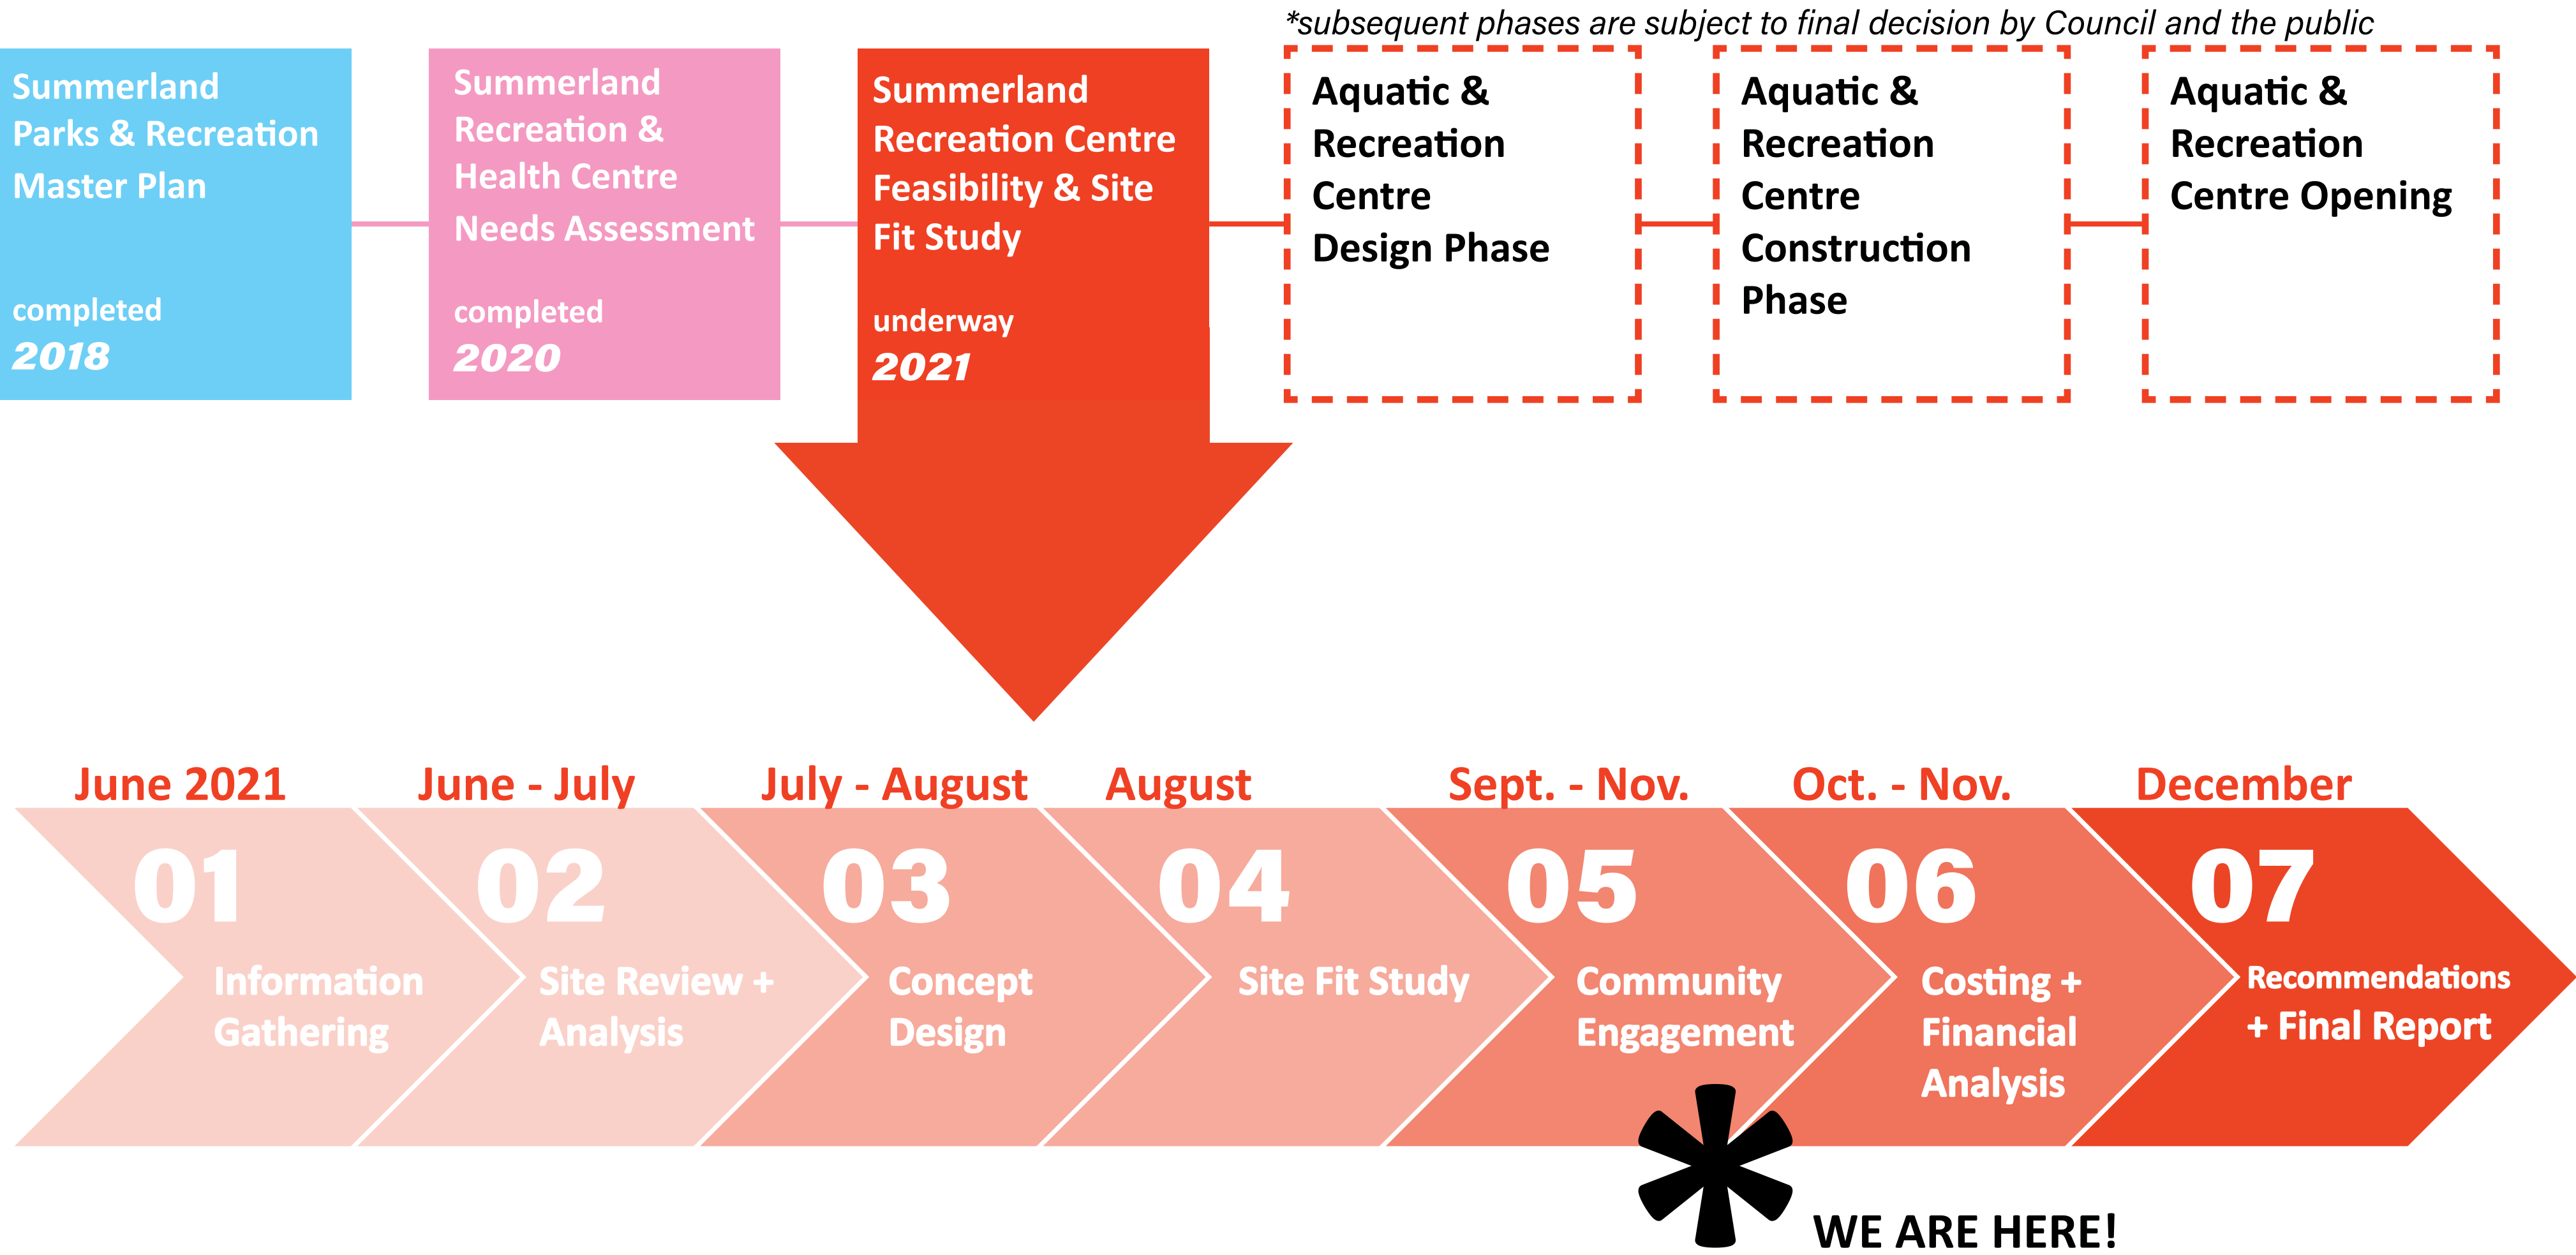 *subsequent phases are subject to final decision by Council and the public
Summerland
Parks & Recreation
Master Plan
completed
2018
Summerland
Recreation &
Health Centre
Needs Assessment
completed
2020
Summerland
Recreation Centre
Feasibility & Site
Fit Study
underway
2021
Aquatic &
Recreation
Centre
Design Phase
Aquatic &
Recreation
Centre
Construction
Phase
Aquatic &
Recreation
Centre Opening
June 2021
01
Information
Gathering
June - July
02
Site Review +
Analysis
July - August
03
Concept
Design
August
04
Site Fit Study
Sept. - Nov.
05
Community
Engagement
Oct. - Nov.
06
Costing +
Financial
Analysis
December
07
Recommendations
+ Final Report
WE ARE HERE!